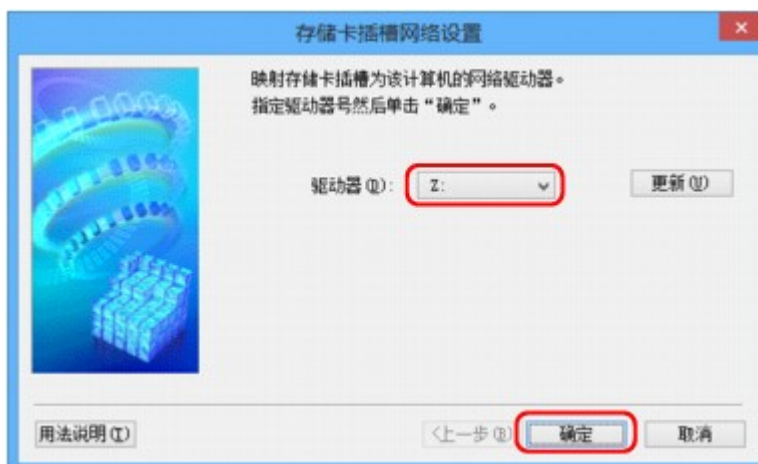 存储卡插槽网络设置
映射存储卡插槽为该计算机的网络驱动器。
指定驱动器号然后单击“确定”。
驱动器(D): Z: 更新(U)
用法说明(I) <上一步(B) 确定 取消